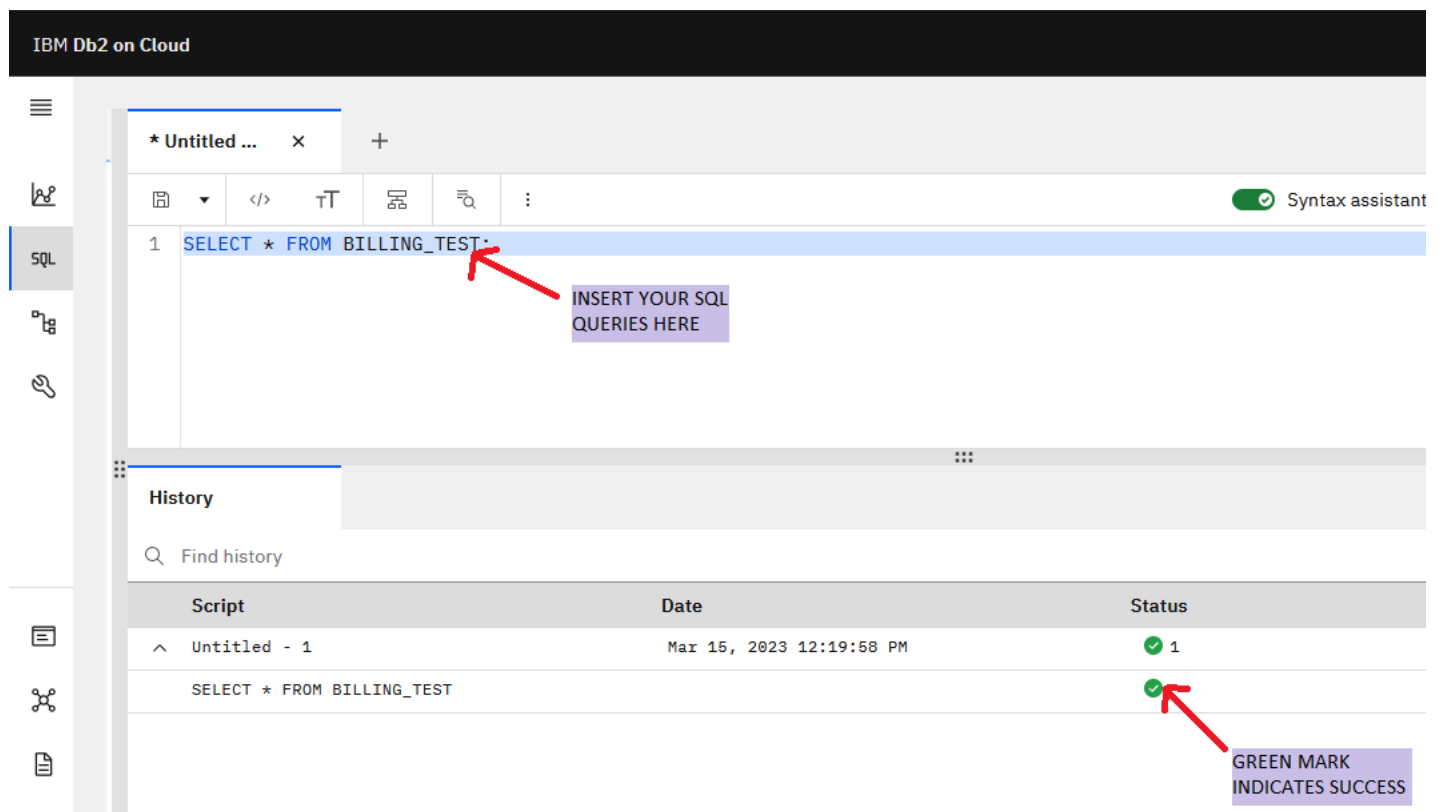 IBM Db2 on Cloud
* Untitled ...
Syntax assistant
SQL
1 SELECT * FROM BILLING_TEST;
INSERT YOUR SQL
QUERIES HERE
History
Find history
Script Date Status
Untitled - 1 Mar 15, 2023 12:19:58 PM 1
SELECT * FROM BILLING_TEST
GREEN MARK
INDICATES SUCCESS